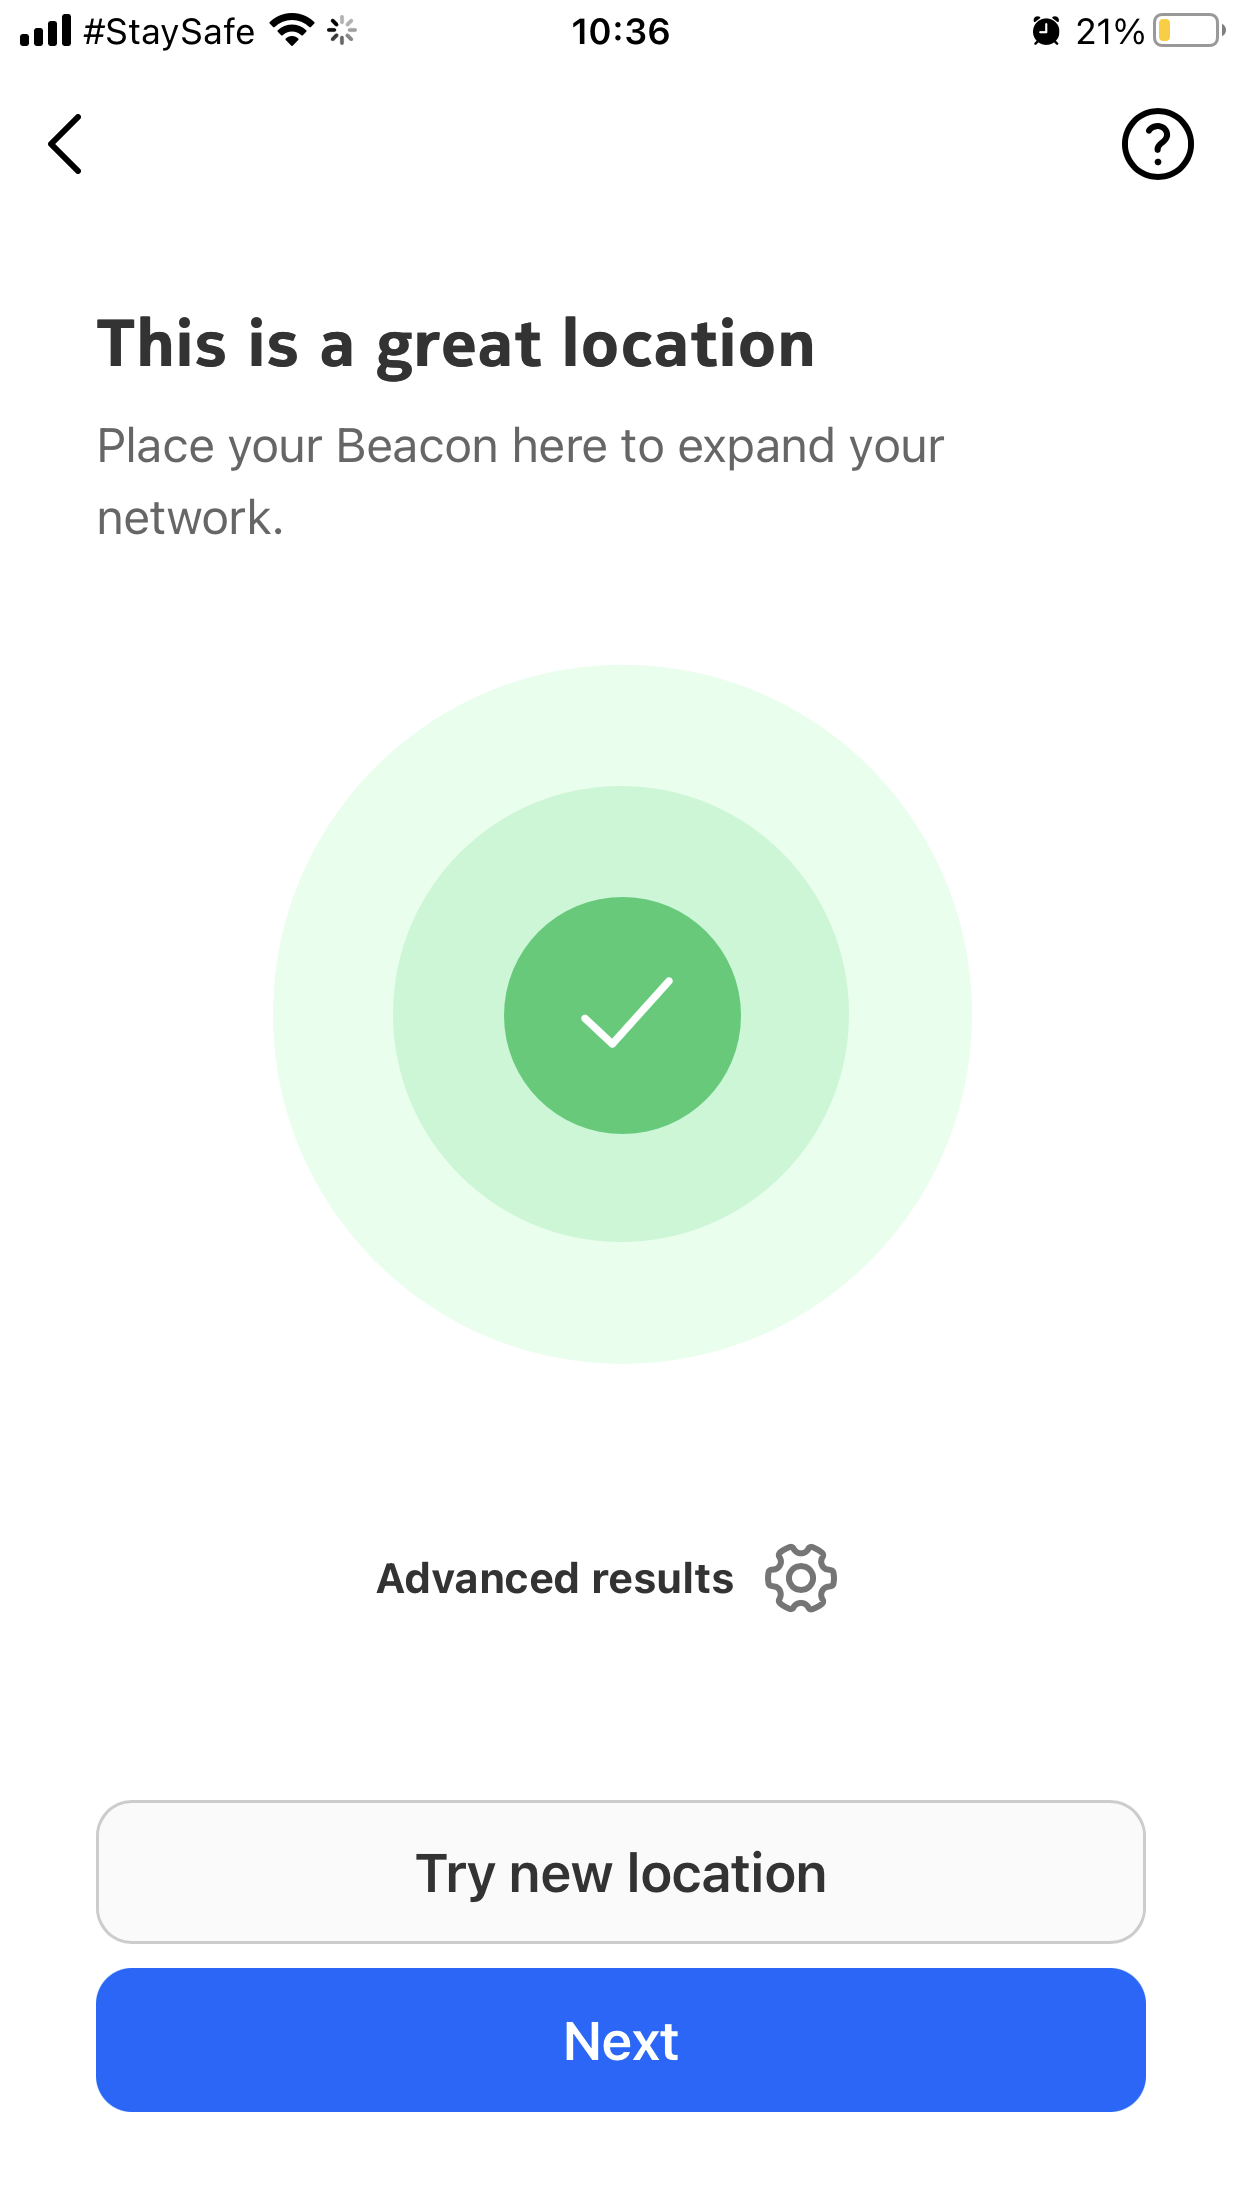 #StaySafe 10:36 21%
This is a great location
Place your Beacon here to expand your
network.
Advanced results
Try new location
Next